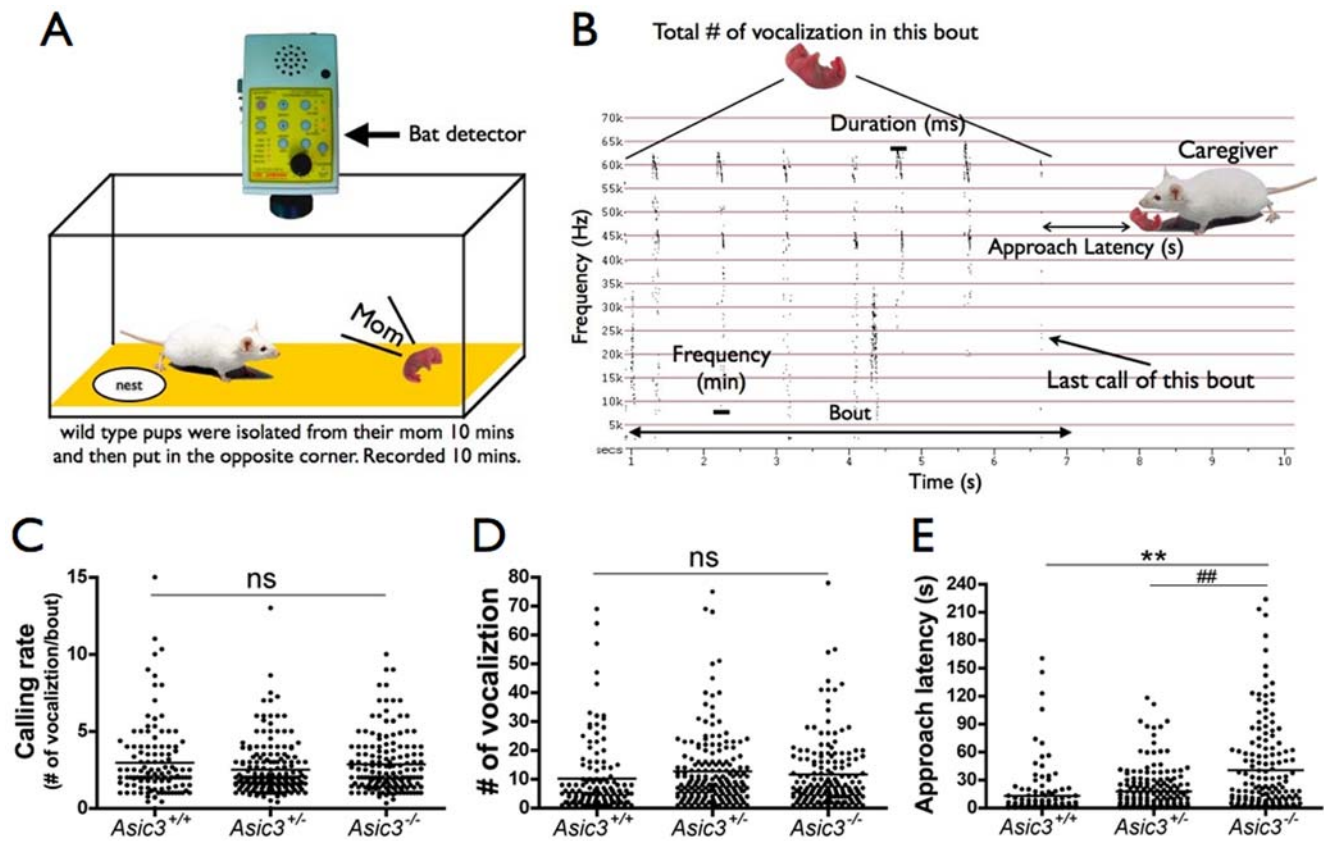 A
Bat detector
Mom
nest
wild type pups were isolated from their mom 10 mins
and then put in the opposite corner. Recorded 10 mins.
B
Total # of vocalization in this bout
Duration (ms)
Caregiver
Approach Latency (s)
Frequency
(min)
Last call of this bout
Bout
Frequency (Hz)
70k
65k
60k
55k
50k
45k
40k
35k
30k
25k
20k
15k
10k
5k
secs
1 2 3 4 5 6 7 8 9 10
Time (s)
C
ns
Calling rate
(# of vocaliztion/bout)
15
10
5
0
Asic3+/+ Asic3+/- Asic3-/-
D
ns
# of vocaliztion
80
70
60
50
40
30
20
10
0
Asic3+/+ Asic3+/- Asic3-/-
E
**
##
Approach latency (s)
240
210
180
150
120
90
60
30
0
Asic3+/+ Asic3+/- Asic3-/-